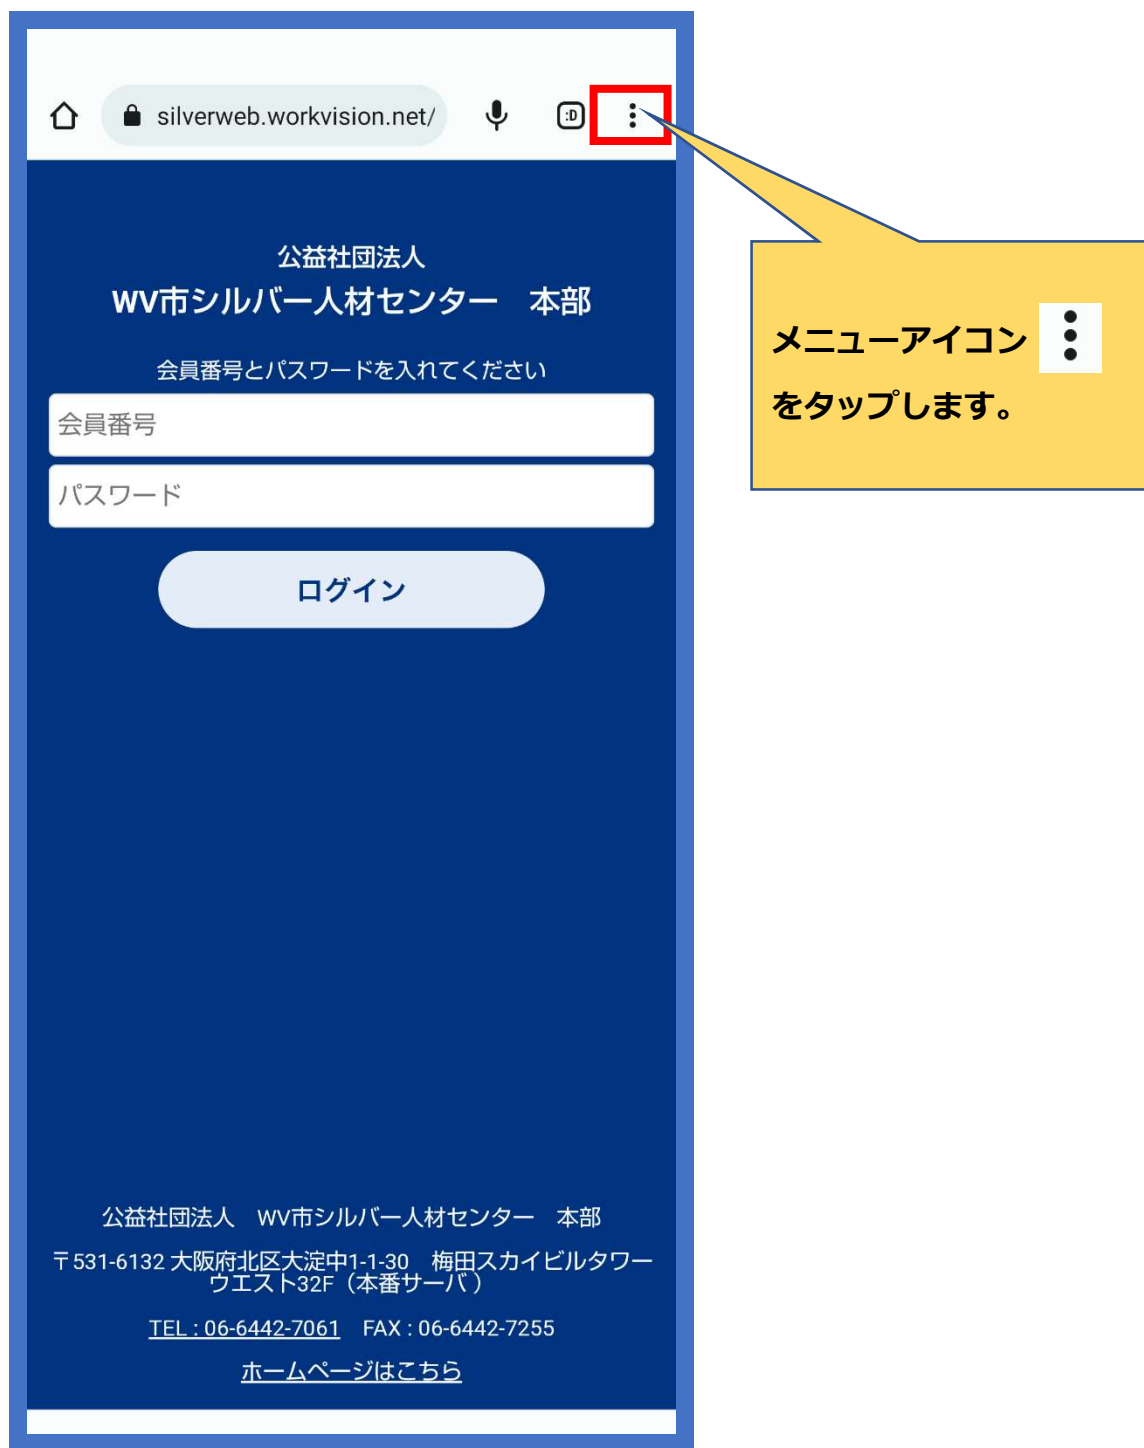 silverweb.workvision.net/
:D
公益社団法人
WV市シルバー人材センター　本部
会員番号とパスワードを入れてください
会員番号
パスワード
ログイン
メニューアイコン
をタップします。
公益社団法人　WV市シルバー人材センター　本部
〒531-6132 大阪府北区大淀中1-1-30　梅田スカイビルタワー
ウエスト32F（本番サーバ）
TEL : 06-6442-7061　FAX : 06-6442-7255
ホームページはこちら